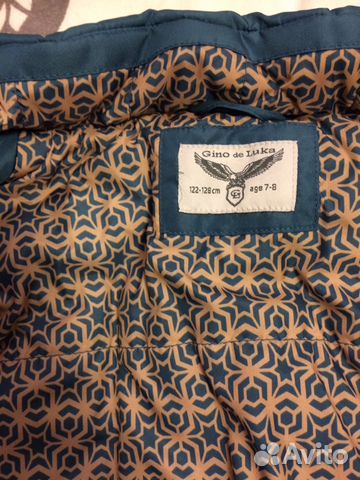 Gino de Luka
122-128cm
age 7-8
Avito